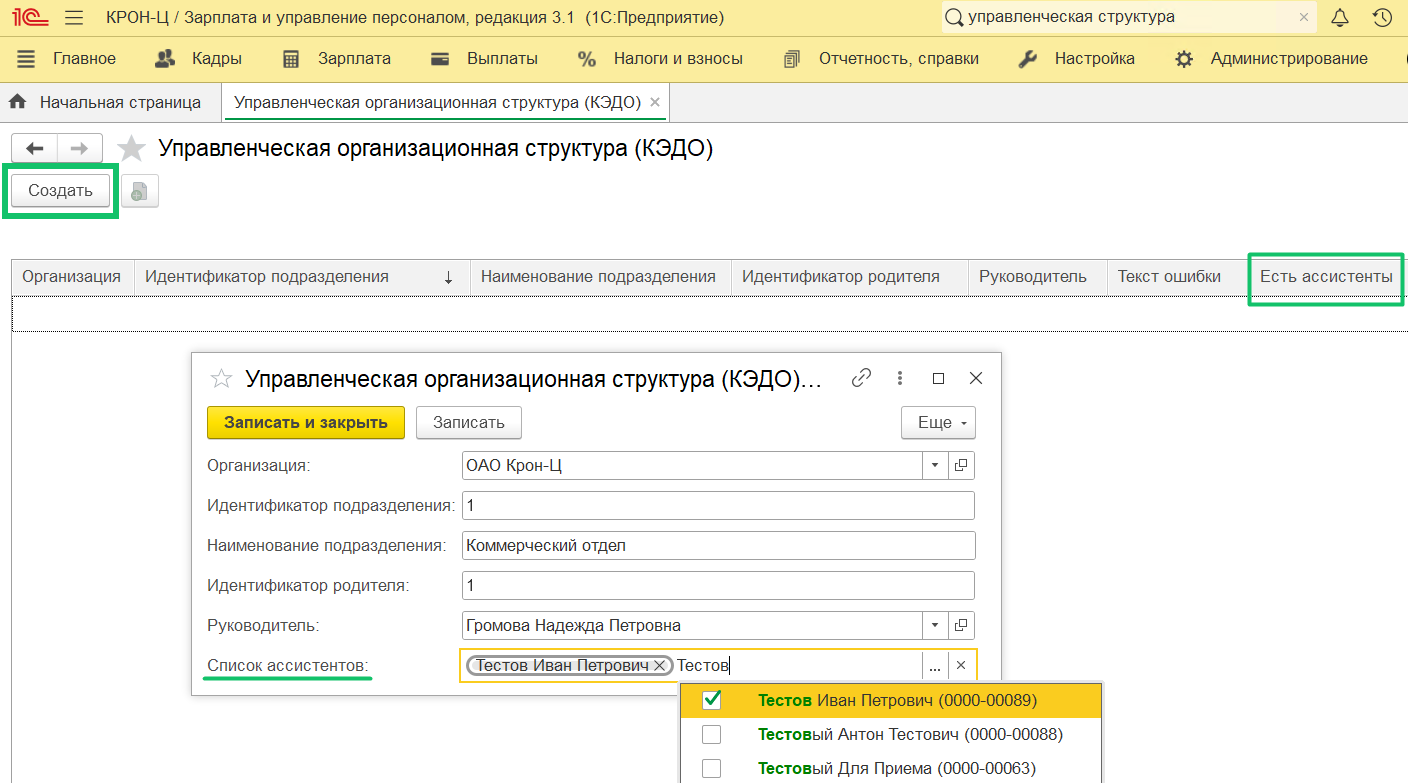 1С КРОН-Ц / Зарплата и управление персоналом, редакция 3.1 (1С:Предприятие) управленческая структура ×
Главное Кадры Зарплата Выплаты % Налоги и взносы Отчетность, справки Настройка Администрирование
Начальная страница Управленческая организационная структура (КЭДО) ×
Управленческая организационная структура (КЭДО)
Создать
Организация Идентификатор подразделения ↓ Наименование подразделения Идентификатор родителя Руководитель Текст ошибки Есть ассистенты
Управленческая организационная структура (КЭДО)...
Записать и закрыть Записать Еще
Организация: ОАО Крон-Ц
Идентификатор подразделения: 1
Наименование подразделения: Коммерческий отдел
Идентификатор родителя: 1
Руководитель: Громова Надежда Петровна
Список ассистентов: Тестов Иван Петрович × Тестов ... ×
Тестов Иван Петрович (0000-00089)
Тестовый Антон Тестович (0000-00088)
Тестовый Для Приема (0000-00063)